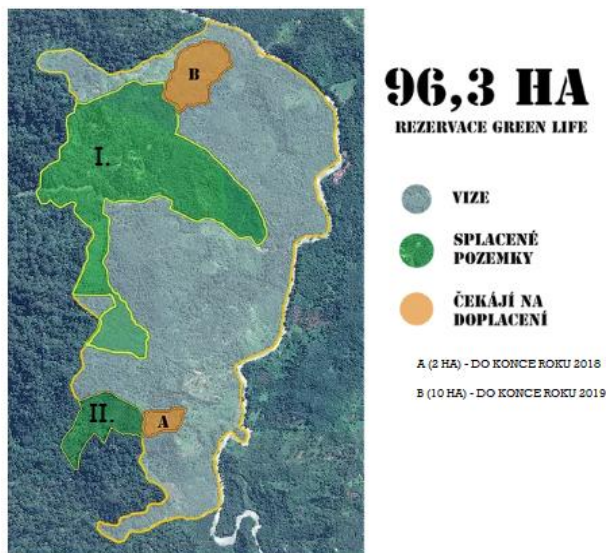 B
I.
II.
A
96,3 HA
REZERVACE GREEN LIFE
VIZE
SPLACENÉ
POZEMKY
ČEKÁJÍ NA
DOPLACENÍ
A (2 HA) - DO KONCE ROKU 2018
B (10 HA) - DO KONCE ROKU 2019